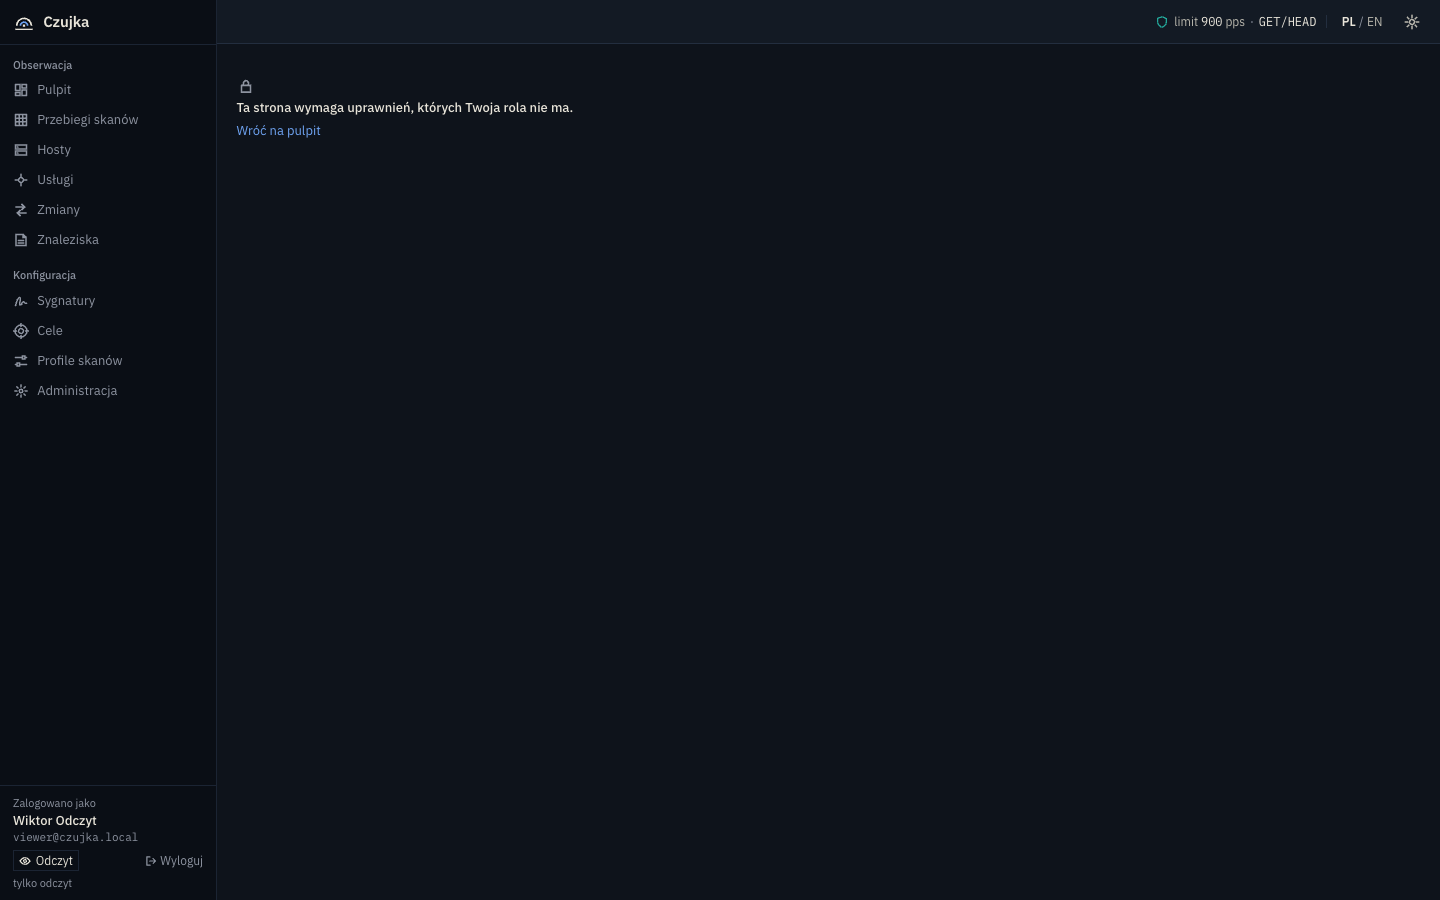 Czujka
limit 900 pps · GET/HEAD
PL / EN
Obserwacja
Pulpit
Przebiegi skanów
Hosty
Usługi
Zmiany
Znaleziska
Konfiguracja
Sygnatury
Cele
Profile skanów
Administracja
Ta strona wymaga uprawnień, których Twoja rola nie ma.
Wróć na pulpit
Zalogowano jako
Wiktor Odczyt
viewer@czujka.local
Odczyt
Wyloguj
tylko odczyt